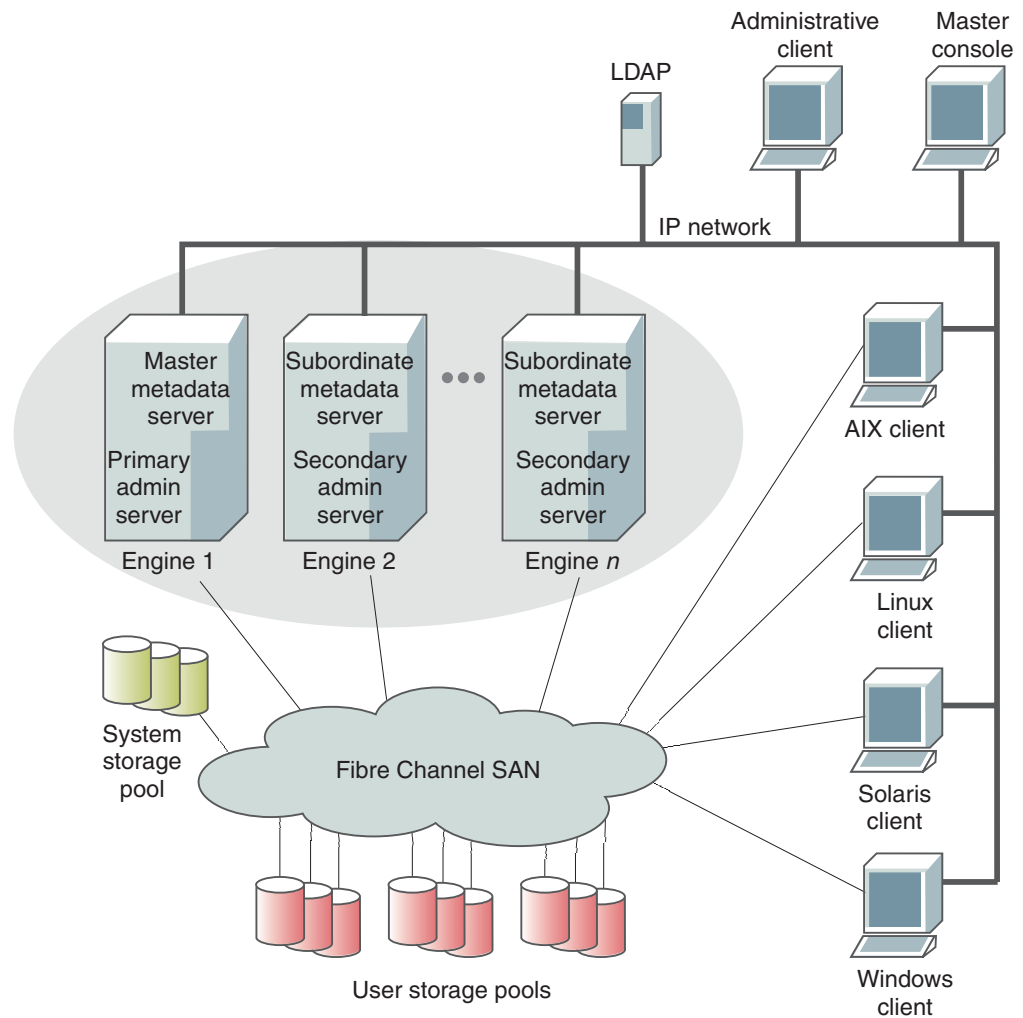 Administrative
client
Master
console
LDAP
IP network
Master
metadata
server
Primary
admin
server
Engine 1
Subordinate
metadata
server
Secondary
admin
server
Engine 2
Subordinate
metadata
server
Secondary
admin
server
Engine n
AIX client
Linux
client
Solaris
client
Windows
client
System
storage
pool
Fibre Channel SAN
User storage pools